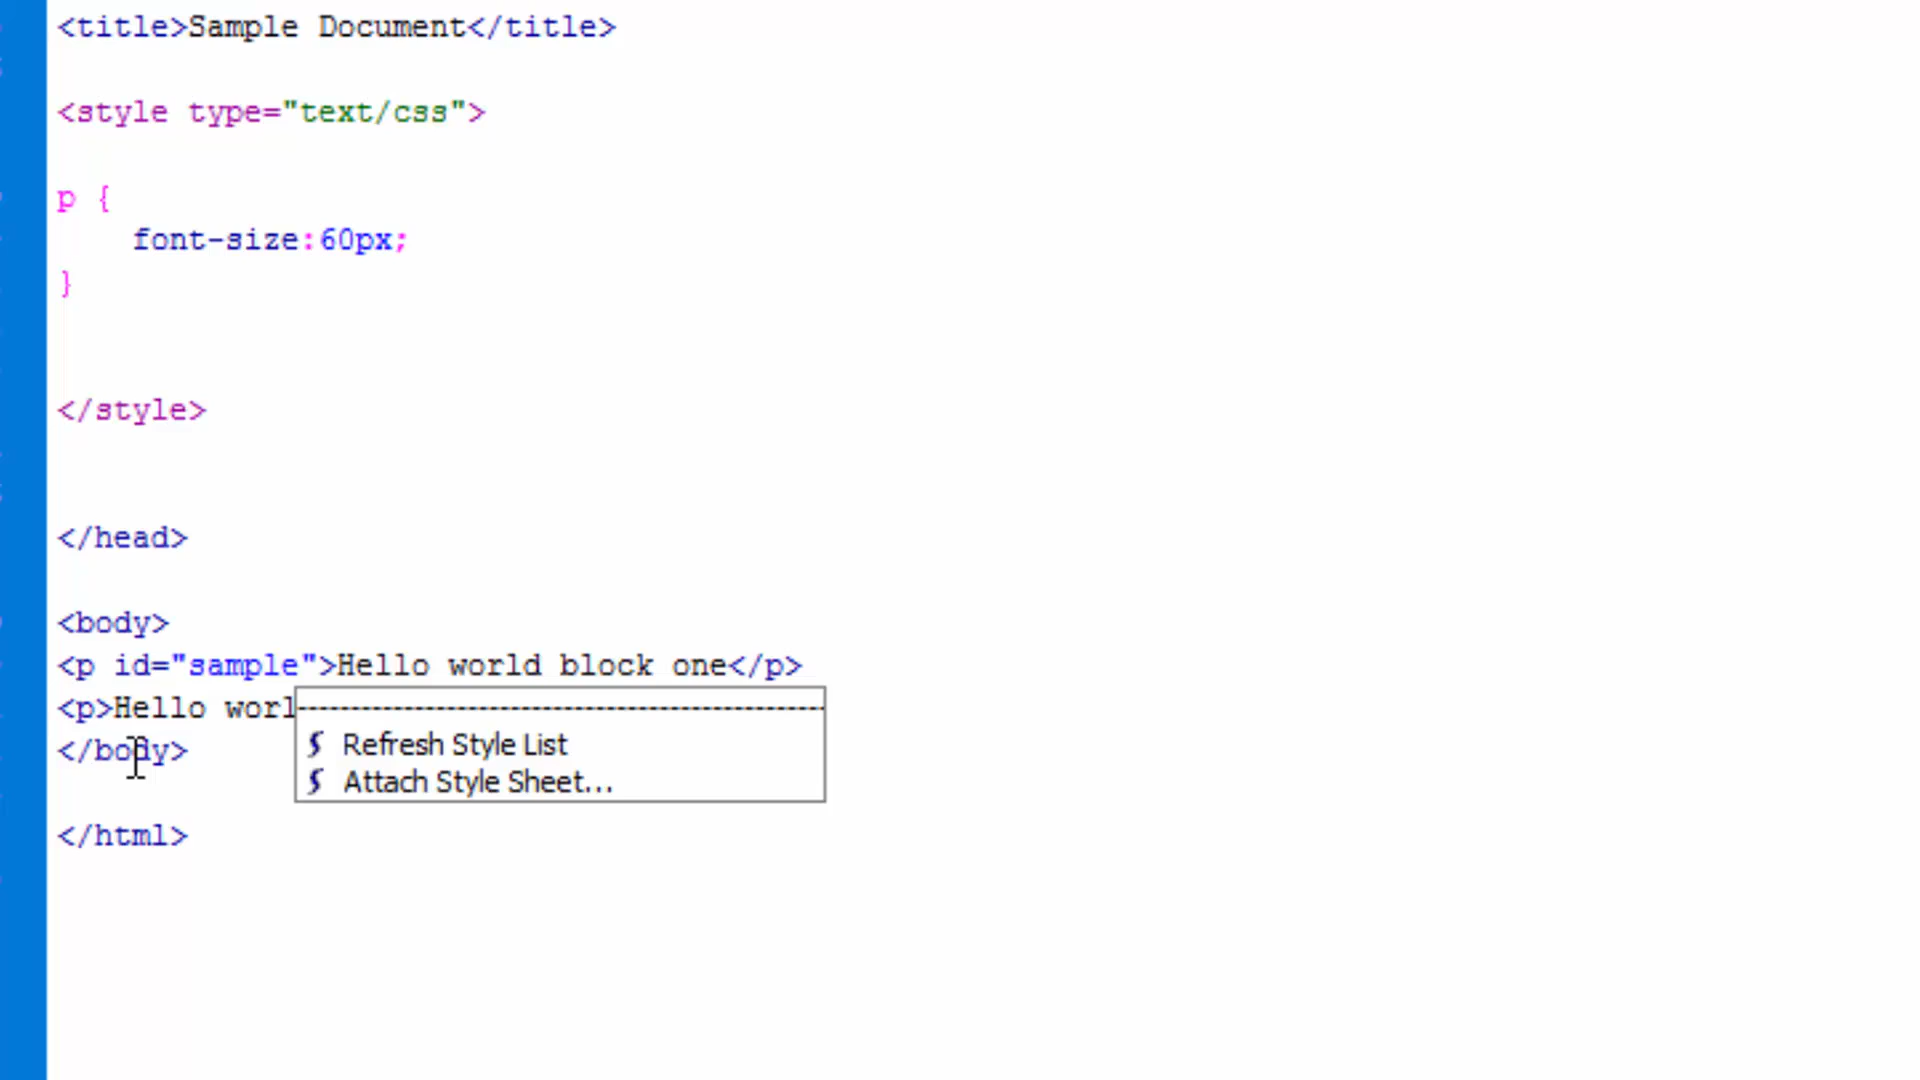 <title>Sample Document</title>
<style type="text/css">
p {
font-size:60px;
}
</style>
</head>
<body>
<p id="sample">Hello world block one</p>
<p>Hello worl
Refresh Style List
</body>
Attach Style Sheet...
</html>